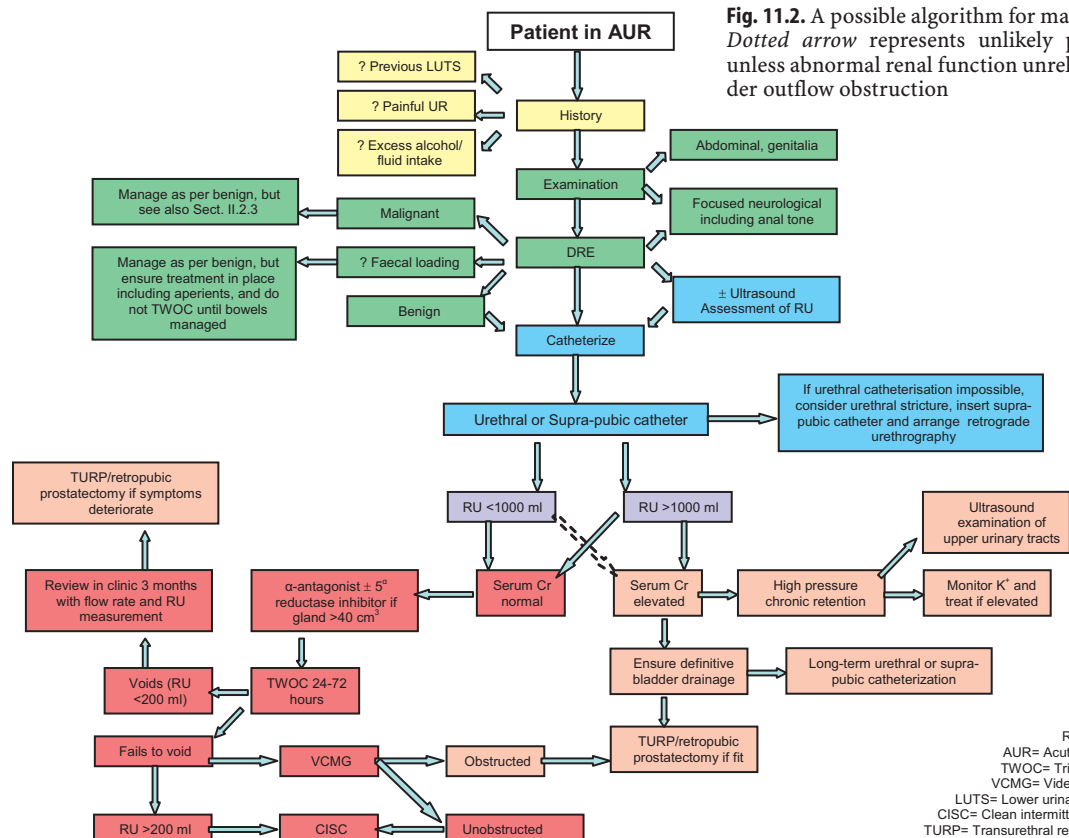 Patient in AUR
Fig. 11.2. A possible algorithm for ma
Dotted arrow represents unlikely p
unless abnormal renal function unrel
der outflow obstruction
? Previous LUTS
? Painful UR
? Excess alcohol/
fluid intake
History
Abdominal, genitalia
Examination
Focused neurological
including anal tone
Manage as per benign, but
see also Sect. II.2.3
Malignant
DRE
Manage as per benign, but
ensure treatment in place
including aperients, and do
not TWOC until bowels
managed
? Faecal loading
Benign
± Ultrasound
Assessment of RU
Catheterize
Urethral or Supra-pubic catheter
If urethral catheterisation impossible,
consider urethral stricture, insert supra-
pubic catheter and arrange retrograde
urethrography
TURP/retropubic
prostatectomy if symptoms
deteriorate
RU <1000 ml
RU >1000 ml
Ultrasound
examination of
upper urinary tracts
Review in clinic 3 months
with flow rate and RU
measurement
α-antagonist ± 5α
reductase inhibitor if
gland >40 cm3
Serum Cr
normal
Serum Cr
elevated
High pressure
chronic retention
Monitor K+ and
treat if elevated
Voids (RU
<200 ml)
TWOC 24-72
hours
Ensure definitive
bladder drainage
Long-term urethral or supra-
pubic catheterization
Fails to void
VCMG
Obstructed
TURP/retropubic
prostatectomy if fit
RU >200 ml
CISC
Unobstructed
R
AUR= Acut
TWOC= Tri
VCMG= Vide
LUTS= Lower urina
CISC= Clean intermitt
TURP= Transurethral re